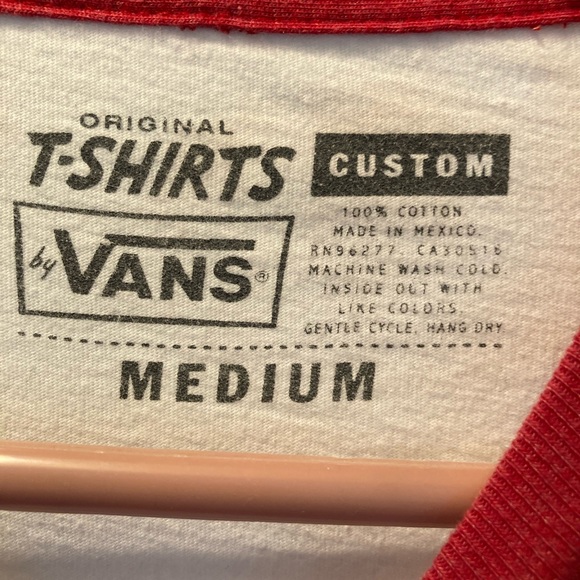 ORIGINAL
T-SHIRTS
by VANS®
CUSTOM
100% COTTON
MADE IN MEXICO.
RN96277. CA30516
MACHINE WASH COLD.
INSIDE OUT WITH
LIKE COLORS.
GENTLE CYCLE, HANG DRY
MEDIUM